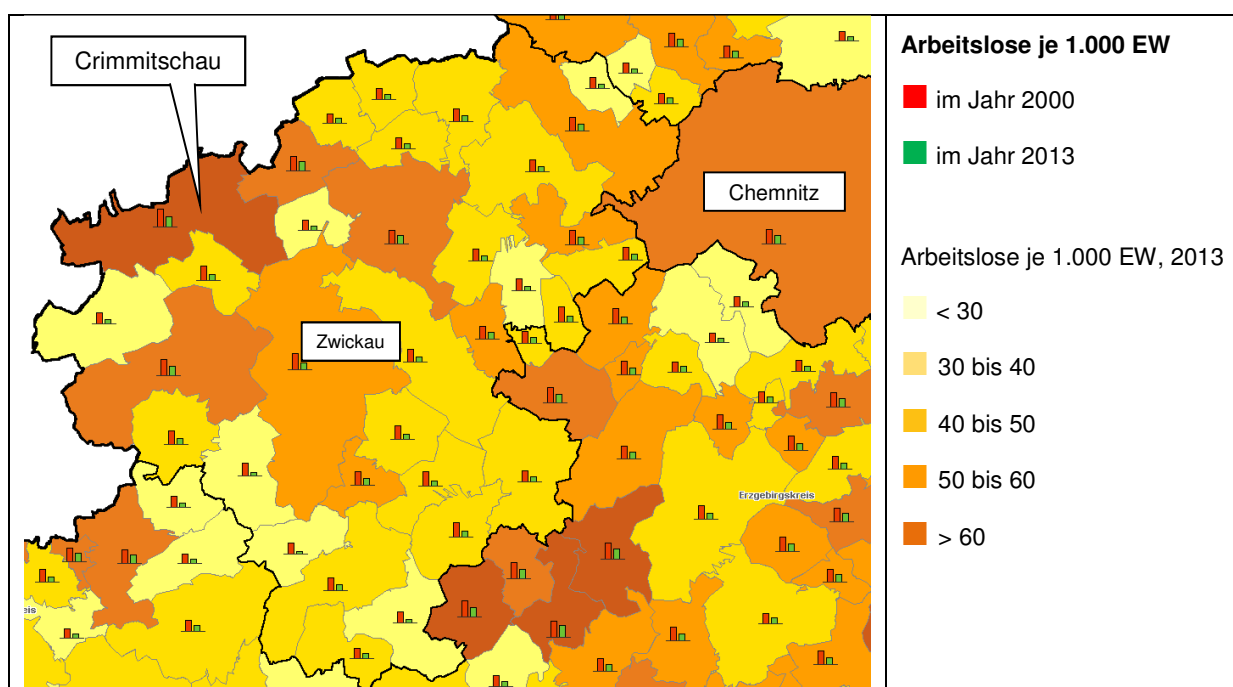 Crimmitschau
Chemnitz
Zwickau
Erzgebirgskreis
eis
Arbeitslose je 1.000 EW
im Jahr 2000
im Jahr 2013
Arbeitslose je 1.000 EW, 2013
< 30
30 bis 40
40 bis 50
50 bis 60
> 60